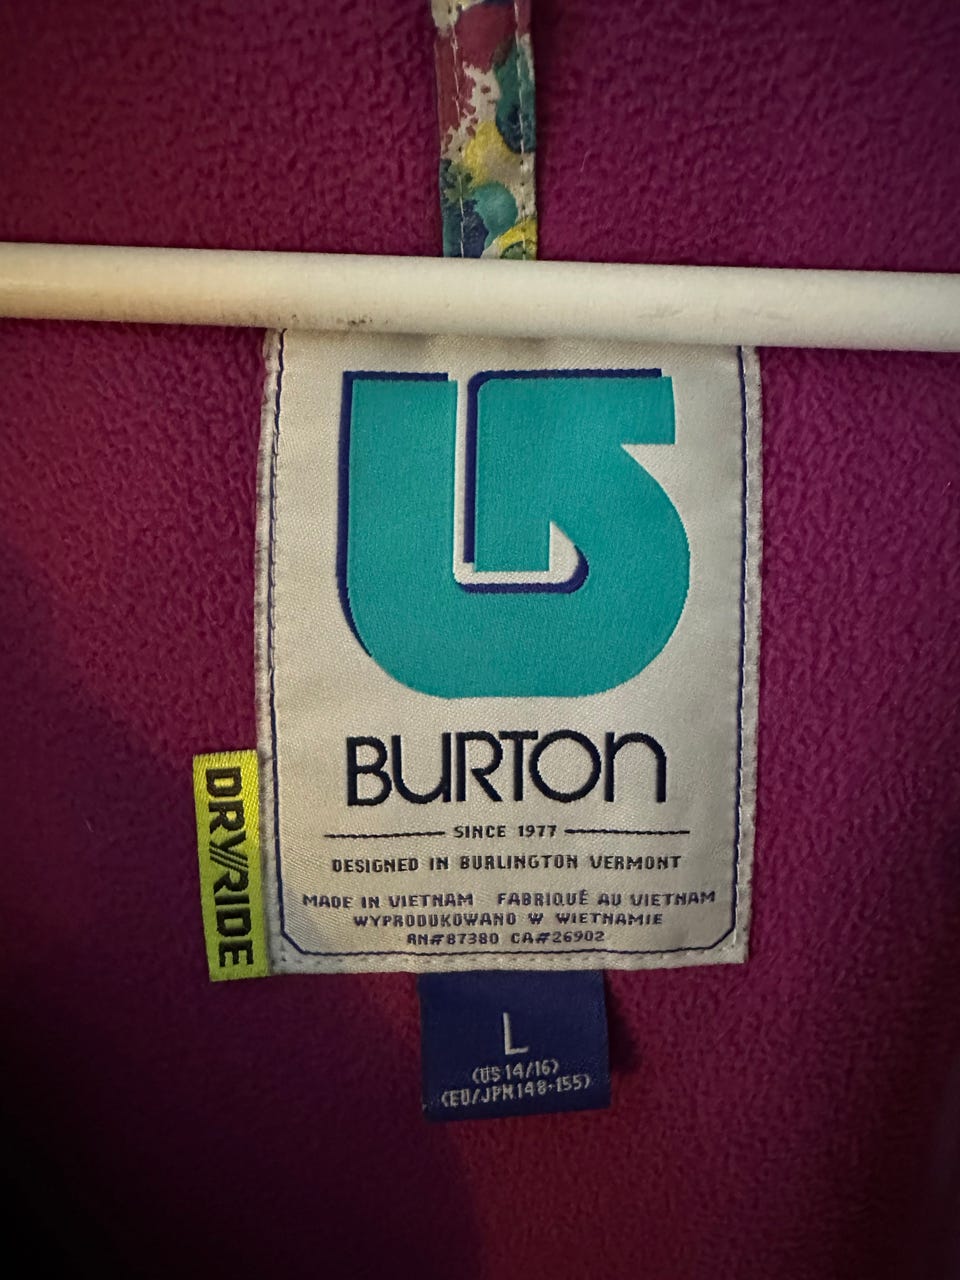 BURTON
SINCE 1977
DESIGNED IN BURLINGTON VERMONT
MADE IN VIETNAM FABRIQUÉ AU VIETNAM
WYPRODUKOWANO W WIETNAMIE
RN#87380 CA#26902
DRY//RIDE
L
(US 14/16)
(EU/JPN 148-155)